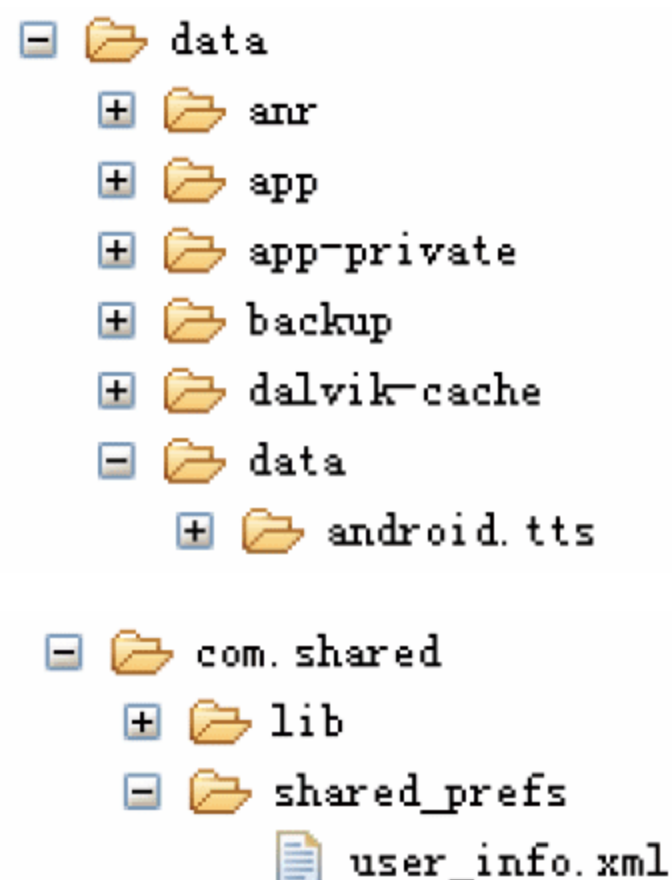 data
anr
app
app-private
backup
dalvik-cache
data
android.tts
com.shared
lib
shared_prefs
user_info.xml